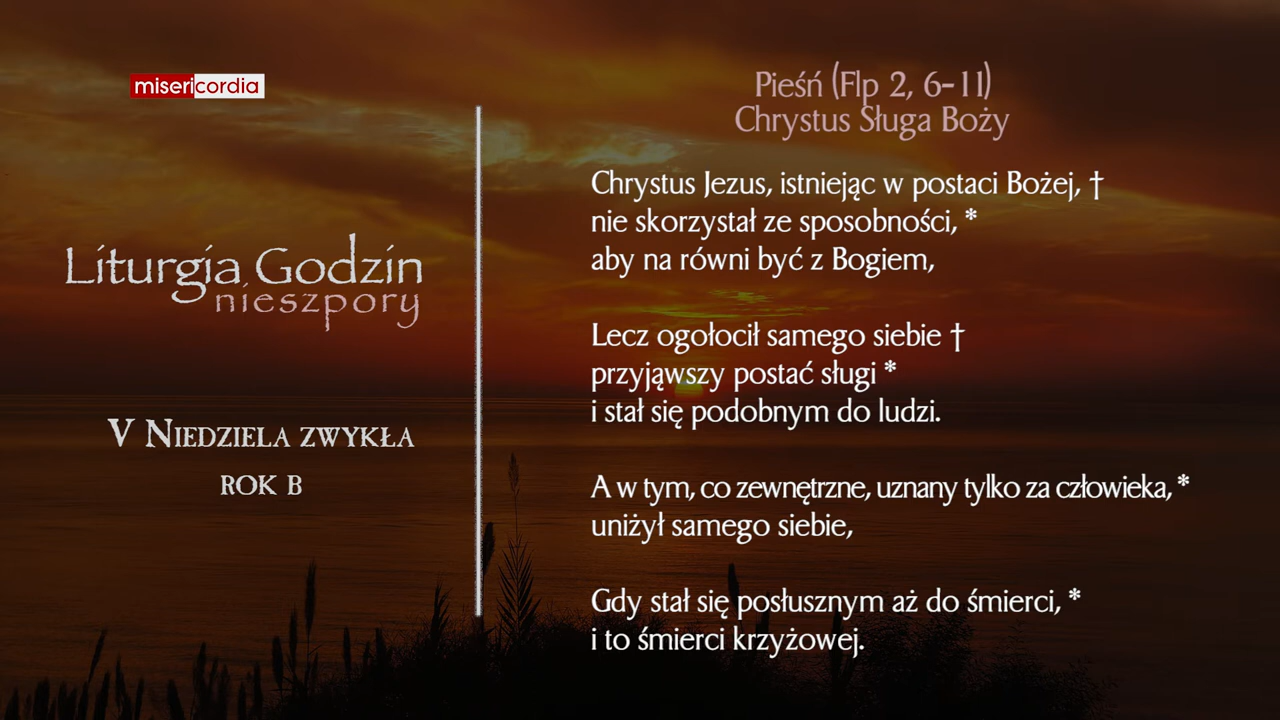 misericordia
Liturgia Godzin
nieszpory
V Niedziela zwykła
rok B
Pieśń (Flp 2, 6-11)
Chrystus Sługa Boży
Chrystus Jezus, istniejąc w postaci Bożej, †
nie skorzystał ze sposobności, *
aby na równi być z Bogiem,
Lecz ogołocił samego siebie †
przyjąwszy postać sługi *
i stał się podobnym do ludzi.
A w tym, co zewnętrzne, uznany tylko za człowieka, *
uniżył samego siebie,
Gdy stał się posłusznym aż do śmierci, *
i to śmierci krzyżowej.